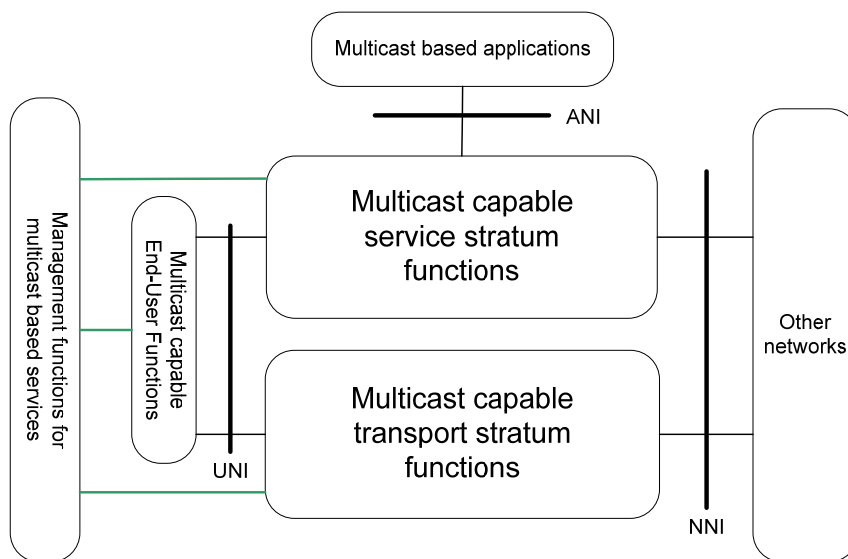 Multicast based applications
ANI
Management functions for
multicast based services
Multicast capable
End-User Functions
UNI
Multicast capable
service stratum
functions
Multicast capable
transport stratum
functions
NNI
Other
networks